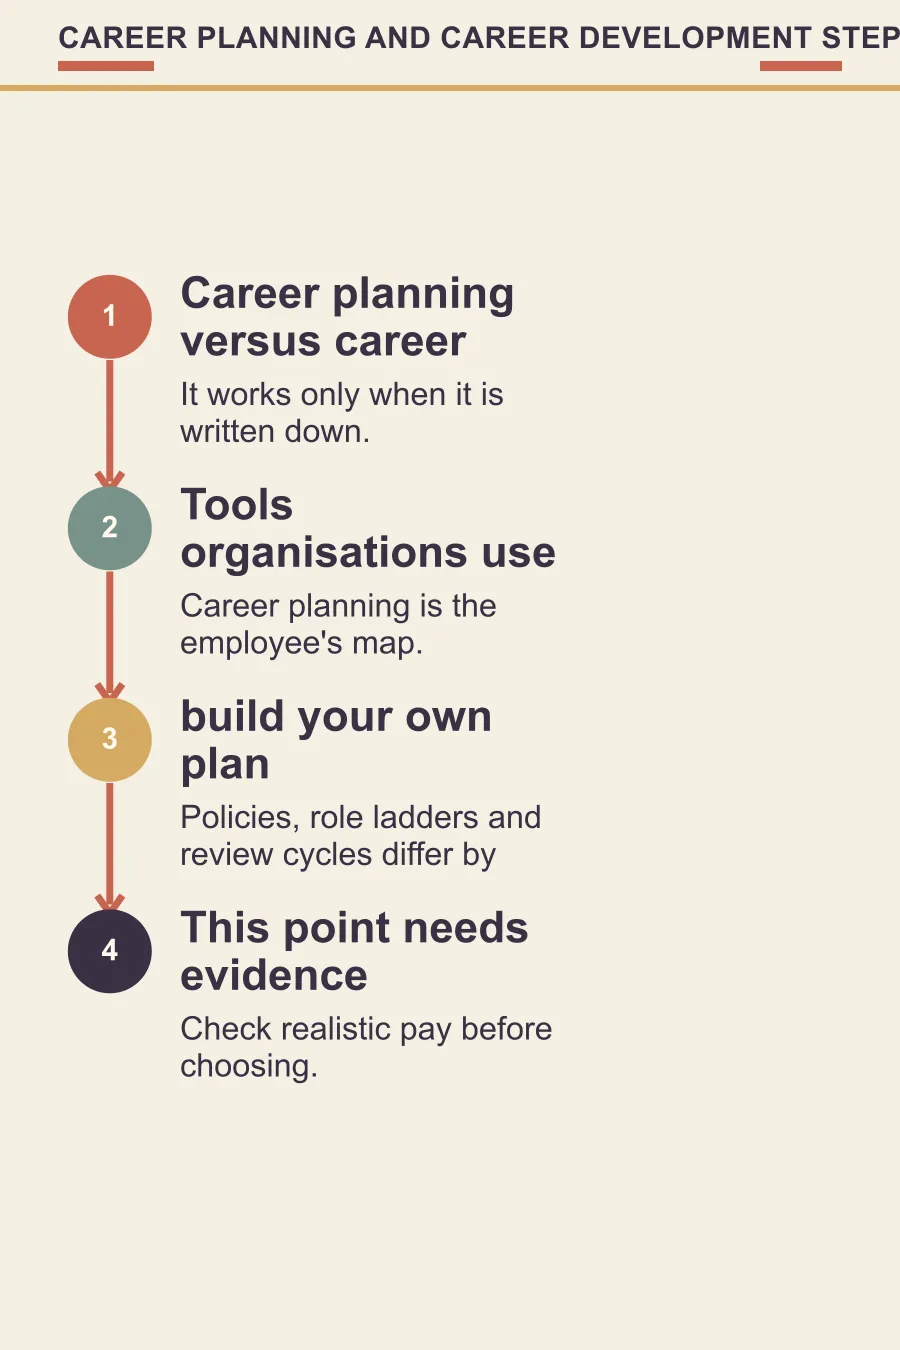 CAREER PLANNING AND CAREER DEVELOPMENT STEP
1
Career planning
versus career
It works only when it is
written down.
2
Tools
organisations use
Career planning is the
employee's map.
3
build your own
plan
Policies, role ladders and
review cycles differ by
4
This point needs
evidence
Check realistic pay before
choosing.